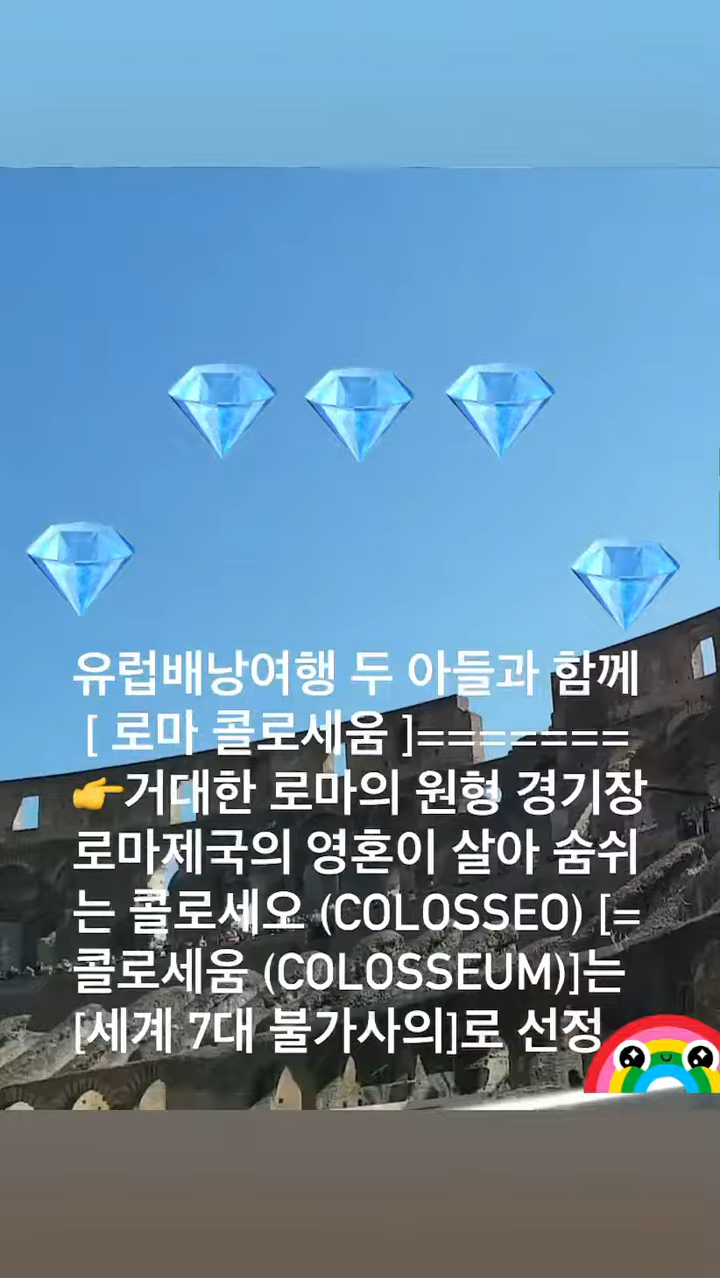 유럽배낭여행 두 아들과 함께
[ 로마 콜로세움 ]=======
👉거대한 로마의 원형 경기장
로마제국의 영혼이 살아 숨쉬
는 콜로세오 (COLOSSEO) [=
콜로세움 (COLOSSEUM)]는
[세계 7대 불가사의]로 선정